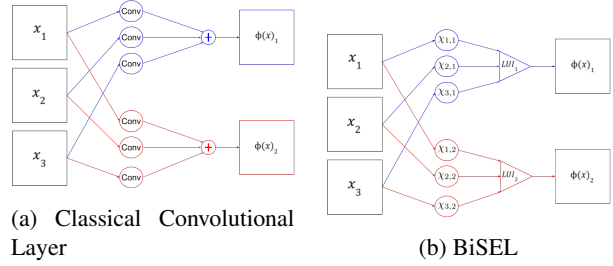 x₁
x₂
x₃
Conv
Conv
Conv
+
ϕ(x)₁
Conv
Conv
Conv
+
ϕ(x)₂
(a) Classical Convolutional
Layer
x₁
x₂
x₃
χ₁,₁
χ₂,₁
χ₃,₁
LUI₁
ϕ(x)₁
χ₁,₂
χ₂,₂
χ₃,₂
LUI₂
ϕ(x)₂
(b) BiSEL